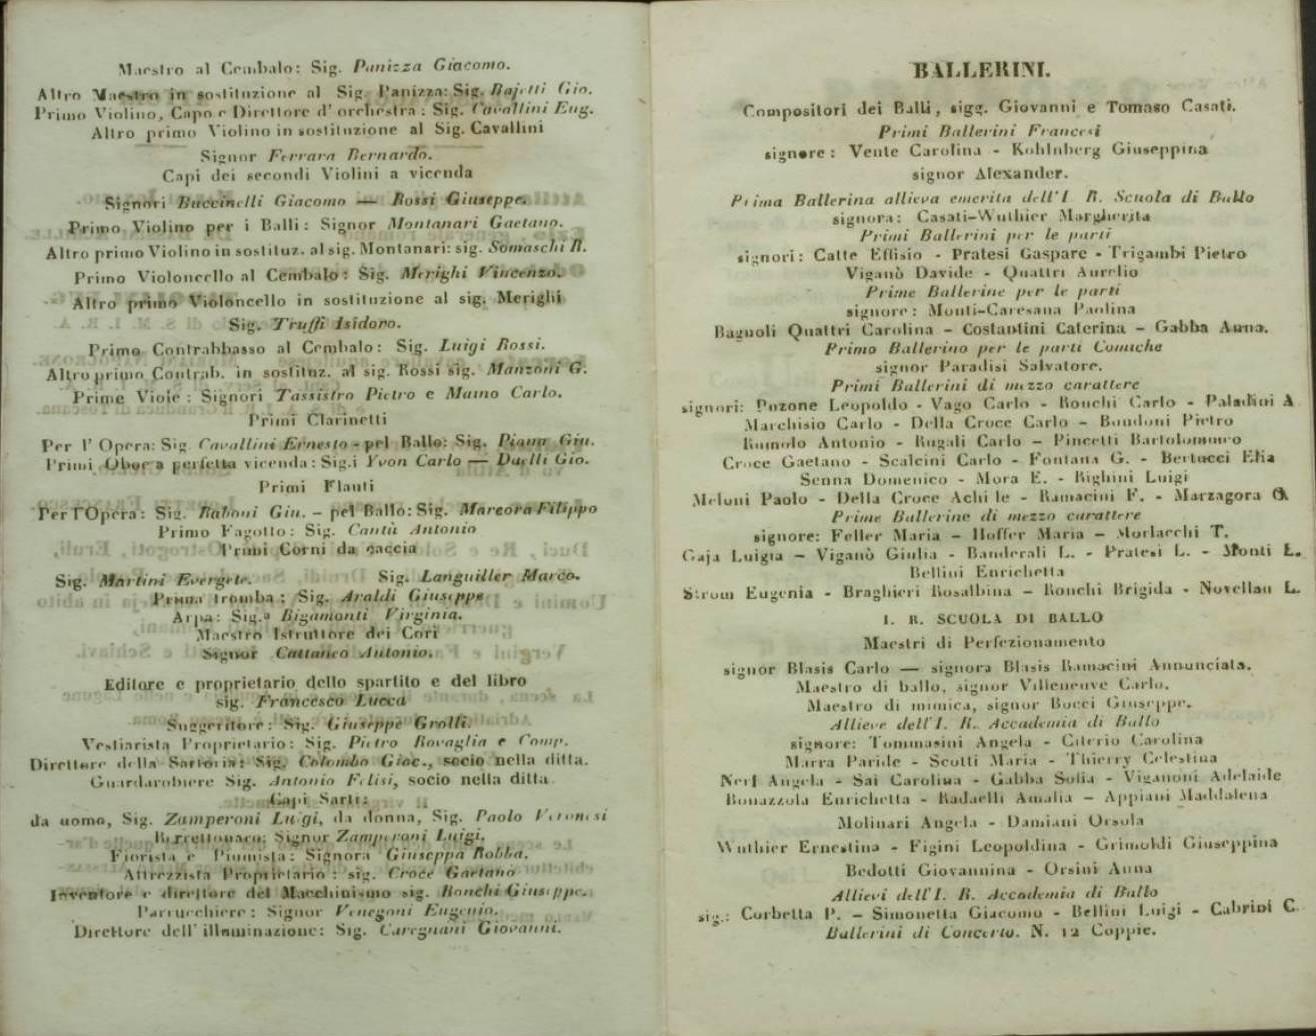 Maestro al Cembalo: Sig. Panizza Giacomo.
Altro Maestro in sostituzione al Sig. Panizza: Sig. Bajetti Gio.
Primo Violino, Capo e Direttore d' orchestra: Sig. Cavallini Eug.
Altro primo Violino in sostituzione al Sig. Cavallini
Signor Ferrara Bernardo.
Capi dei secondi Violini a vicenda
Signori Buccinelli Giacomo — Rossi Giuseppe.
Primo Violino per i Balli: Signor Montanari Gaetano.
Altro primo Violino in sostituz. al sig. Montanari: sig. Somaschi R.
Primo Violoncello al Cembalo: Sig. Merighi Vincenzo.
Altro primo Violoncello in sostituzione al sig. Merighi
Sig. Truffi Isidoro.
Primo Contrabbasso al Cembalo: Sig. Luigi Rossi.
Altro primo Contrab. in sostituz. al sig. Rossi sig. Manzoni G.
Prime Viole: Signori Tassistro Pietro e Maino Carlo.
Primi Clarinetti
Per l' Opera: Sig. Cavallini Ernesto - pel Ballo: Sig. Piana Giu.
Primi Oboe a perfetta vicenda: Sig.i Yvon Carlo — Daelli Gio.
Primi Flauti
Per l'Opera: Sig. Raboni Giu. - pel Ballo: Sig. Marcora Filippo
Primo Fagotto: Sig. Cantù Antonio
Primi Corni da caccia
Sig. Martini Evergete. Sig. Languiller Marco.
Prima tromba: Sig. Araldi Giuseppe
Arpa: Sig.a Rigamonti Virginia.
Maestro Istruttore dei Cori
Signor Cattaneo Antonio.
Editore e proprietario dello spartito e del libro
sig. Francesco Lucca
Suggeritore: Sig. Giuseppe Grolli.
Vestiarista Proprietario: Sig. Pietro Rovaglia e Comp.
Direttore della Sartoria: Sig. Colombo Giac., socio nella ditta.
Guardarobiere Sig. Antonio Felisi, socio nella ditta
Capi Sarti:
da uomo, Sig. Zamperoni Luigi, da donna, Sig. Paolo Veronesi
Berrettonaro: Signor Zamperoni Luigi.
Fiorista e Piumista: Signora Giuseppa Robba.
Attrezzista Proprietario: sig. Croce Gaetano
Inventore e direttore del Macchinismo sig. Ronchi Giuseppe.
Parrucchiere: Signor Venegoni Eugenio.
Direttore dell' illuminazione: Sig. Caregnani Giovanni.
BALLERINI.
Compositori dei Balli, sigg. Giovanni e Tomaso Casati.
Primi Ballerini Francesi
signore: Vente Carolina - Kohlnberg Giuseppina
signor Alexander.
Prima Ballerina allieva emerita dell'I. R. Scuola di Ballo
signora: Casati-Wuthier Margherita
Primi Ballerini per le parti
signori: Catte Effisio - Pratesi Gaspare - Trigambi Pietro
Viganò Davide - Quattri Aurelio
Prime Ballerine per le parti
signore: Monti-Caresana Paolina
Bagnoli Quattri Carolina - Costantini Caterina - Gabba Anna.
Primo Ballerino per le parti Comiche
signor Paradisi Salvatore.
Primi Ballerini di mezzo carattere
signori: Pozone Leopoldo - Vago Carlo - Ronchi Carlo - Paladini A
Marchisio Carlo - Della Croce Carlo - Bondoni Pietro
Romolo Antonio - Rugali Carlo - Pincetti Bartolommeo
Croce Gaetano - Scalcini Carlo - Fontana G. - Bertucci Elia
Senna Domenico - Mora E. - Righini Luigi
Meloni Paolo - Della Croce Achille - Ramacini F. - Marzagora O.
Prime Ballerine di mezzo carattere
signore: Feller Maria - Hoffer Maria - Morlacchi T.
Gaja Luigia - Viganò Giulia - Banderali L. - Pratesi L. - Monti L.
Bellini Enrichetta
Strom Eugenia - Braghieri Rosalbina - Ronchi Brigida - Novellau L.
I. R. SCUOLA DI BALLO
Maestri di Perfezionamento
signor Blasis Carlo — signora Blasis Ramacini Annunciata.
Maestro di ballo, signor Villeneuve Carlo.
Maestro di mimica, signor Bocci Giuseppe.
Allieve dell'I. R. Accademia di Ballo
signore: Tommasini Angela - Citerio Carolina
Marra Paride - Scotti Maria - Thierry Celestina
Neri Angela - Sai Carolina - Gabba Sofia - Viganoni Adelaide
Bonazzola Enrichetta - Radaelli Amalia - Appiani Maddalena
Molinari Angela - Damiani Orsola
Wuthier Ernestina - Figini Leopoldina - Grimoldi Giuseppina
Bedotti Giovannina - Orsini Anna
Allievi dell'I. R. Accademia di Ballo
sig.: Corbetta P. - Simonetta Giacomo - Bellini Luigi - Cabrini C.
Ballerini di Concerto. N. 12 Coppie.